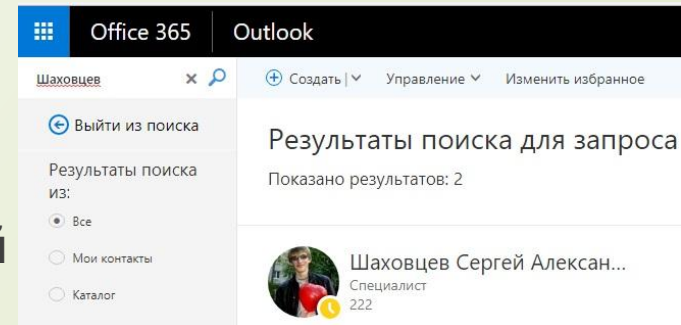 Office 365 Outlook
Шаховцев
Создать Управление Изменить избранное
Выйти из поиска
Результаты поиска для запроса
Показано результатов: 2
Результаты поиска
из:
Все
Мои контакты
Каталог
й
Шаховцев Сергей Алексан...
Специалист
222